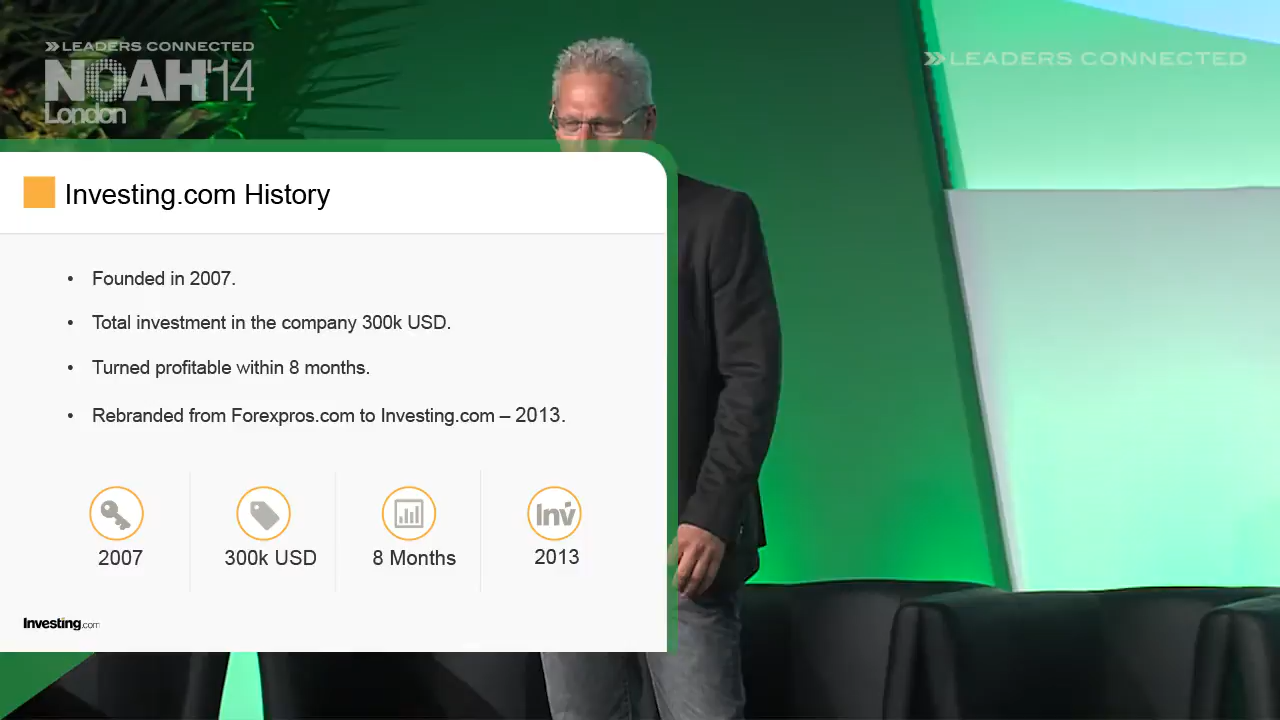 LEADERS CONNECTED
NOAH'14
London
LEADERS CONNECTED
Investing.com History
• Founded in 2007.
• Total investment in the company 300k USD.
• Turned profitable within 8 months.
• Rebranded from Forexpros.com to Investing.com – 2013.
Inv
2007
300k USD
8 Months
2013
Investing.com